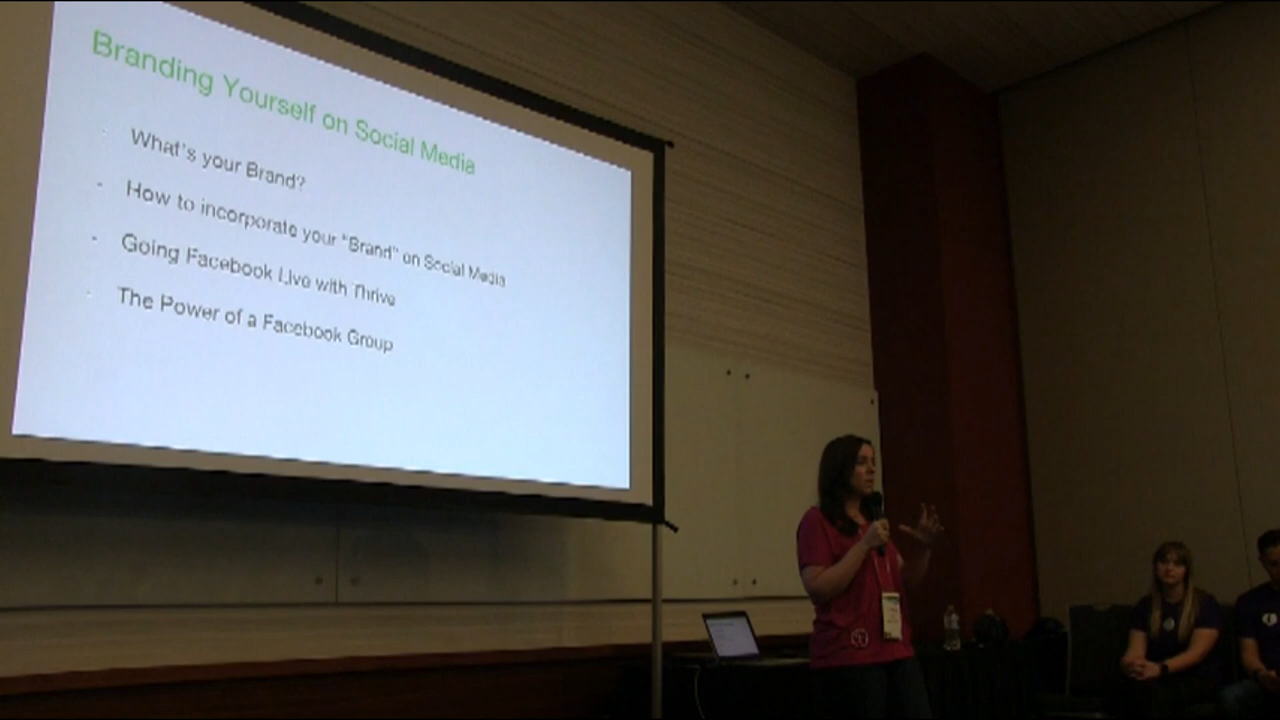 Branding Yourself on Social Media
- What's your Brand?
- How to incorporate your "Brand" on Social Media
- Going Facebook Live with Thrive
- The Power of a Facebook Group